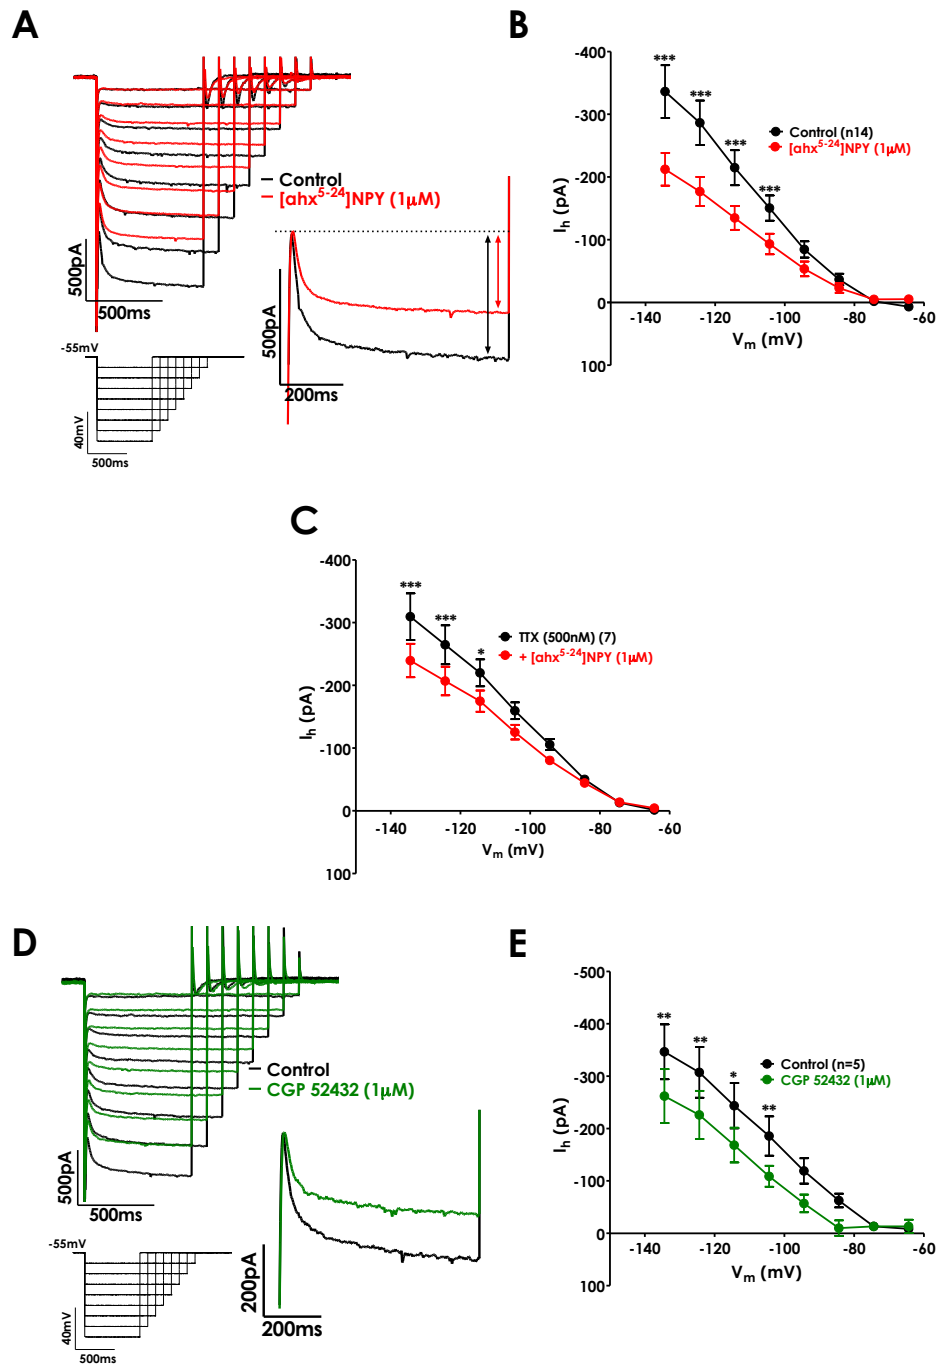 A
Control
[ahx5-24]NPY (1μM)
500pA
500ms
500pA
200ms
-55mV
40mV
500ms
B
-400
-300
-200
-100
0
100
Ih (pA)
***
***
***
***
Control (n14)
[ahx5-24]NPY (1μM)
-140 -120 -100 -80 -60
Vm (mV)
C
-400
-300
-200
-100
0
100
Ih (pA)
***
***
*
TTX (500nM) (7)
+ [ahx5-24]NPY (1μM)
-140 -120 -100 -80 -60
Vm (mV)
D
Control
CGP 52432 (1μM)
500pA
500ms
200pA
200ms
-55mV
40mV
500ms
E
-500
-400
-300
-200
-100
0
100
Ih (pA)
**
**
*
**
Control (n=5)
CGP 52432 (1μM)
-140 -120 -100 -80 -60
Vm (mV)